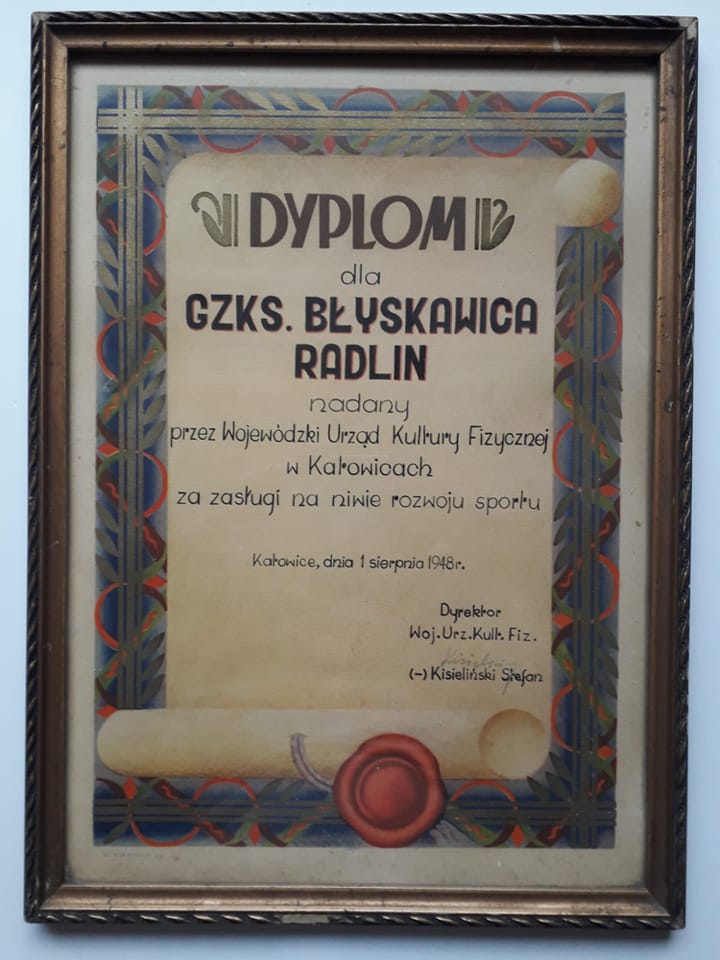 DYPLOM
dla
GZKS. BŁYSKAWICA
RADLIN
nadany
przez Wojewòdzki Urząd Kultury Fizycznej
w Katowicach
za zasługi na niwie rozwoju sportu
Katowice, dnia 1 sierpnia 1948 r.
Dyrektor
Woj. Urz. Kult. Fiz.
(-) Kisieliński Stefan